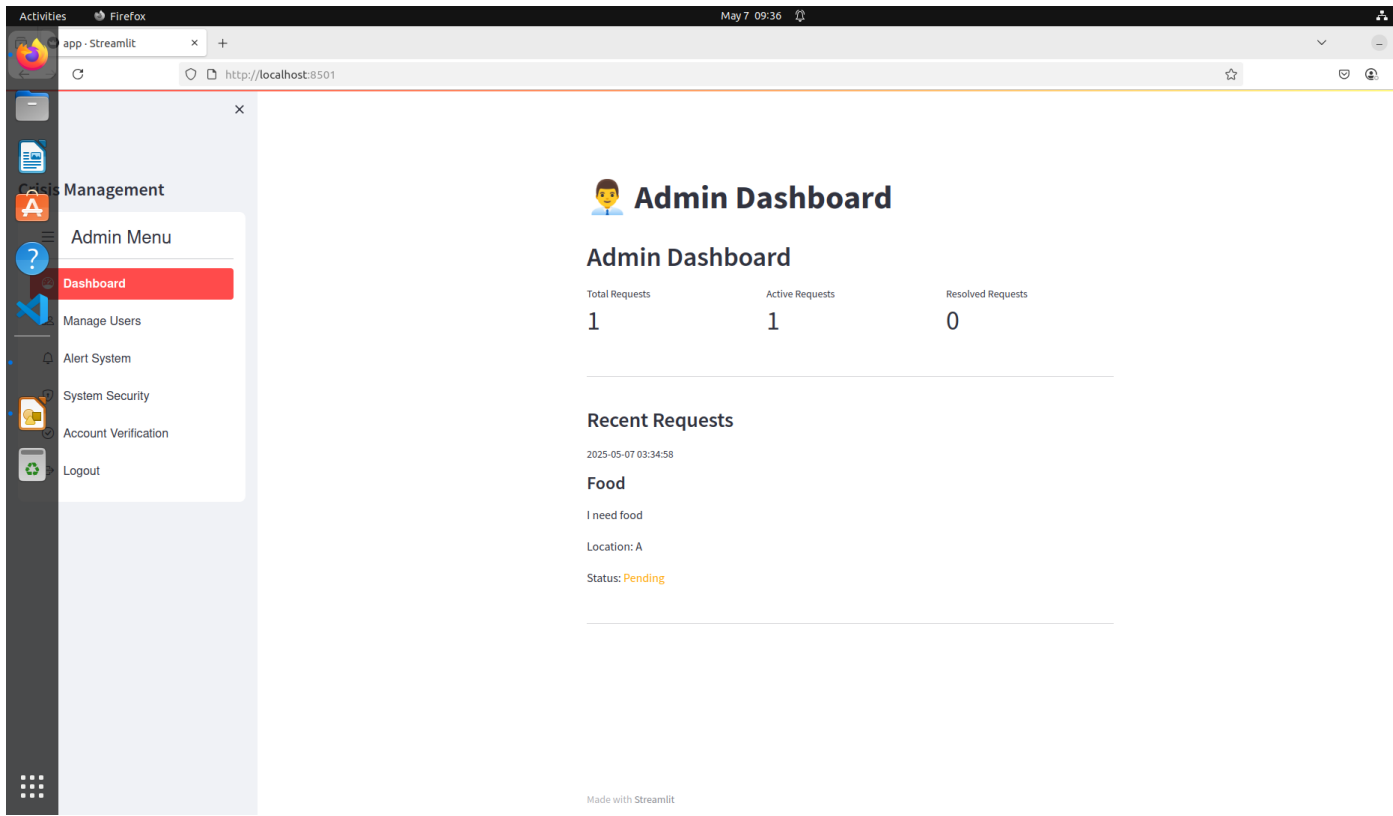 Activities Firefox May 7 09:36
app · Streamlit
http://localhost:8501
Crisis Management
Admin Menu
Dashboard
Manage Users
Alert System
System Security
Account Verification
Logout
Admin Dashboard
Admin Dashboard
Total Requests Active Requests Resolved Requests
1 1 0
Recent Requests
2025-05-07 03:34:58
Food
I need food
Location: A
Status: Pending
Made with Streamlit